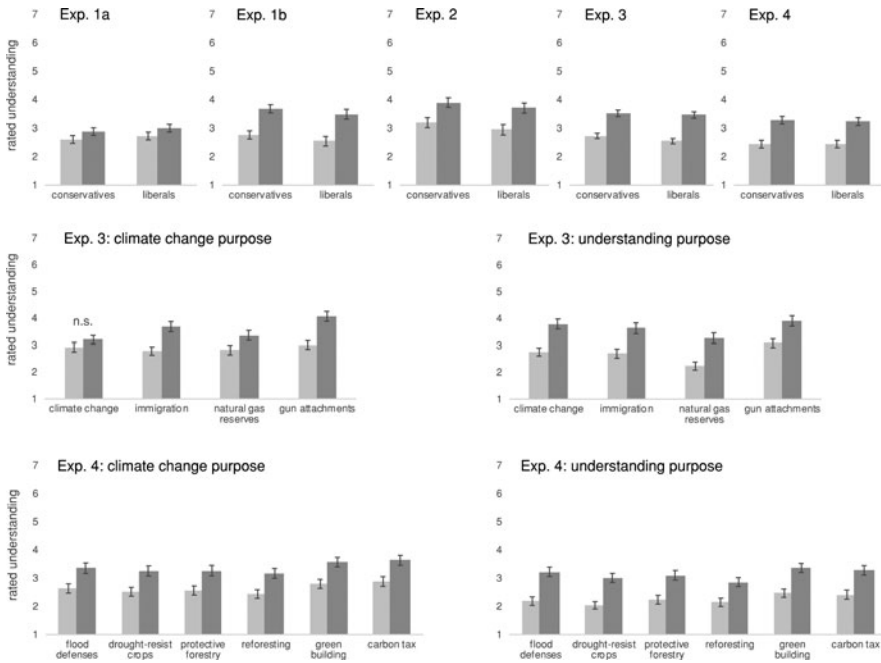 Exp. 1a
Exp. 1b
Exp. 2
Exp. 3
Exp. 4
rated understanding
7
6
5
4
3
2
1
7
6
5
4
3
2
1
7
6
5
4
3
2
1
7
6
5
4
3
2
1
7
6
5
4
3
2
1
conservatives
liberals
conservatives
liberals
conservatives
liberals
conservatives
liberals
conservatives
liberals
Exp. 3: climate change purpose
rated understanding
7
6
5
4
3
2
1
n.s.
climate change
immigration
natural gas
reserves
gun attachments
Exp. 3: understanding purpose
7
6
5
4
3
2
1
climate change
immigration
natural gas
reserves
gun attachments
Exp. 4: climate change purpose
rated understanding
7
6
5
4
3
2
1
flood
defenses
drought-resist
crops
protective
forestry
reforesting
green
building
carbon tax
Exp. 4: understanding purpose
7
6
5
4
3
2
1
flood
defenses
drought-resist
crops
protective
forestry
reforesting
green
building
carbon tax